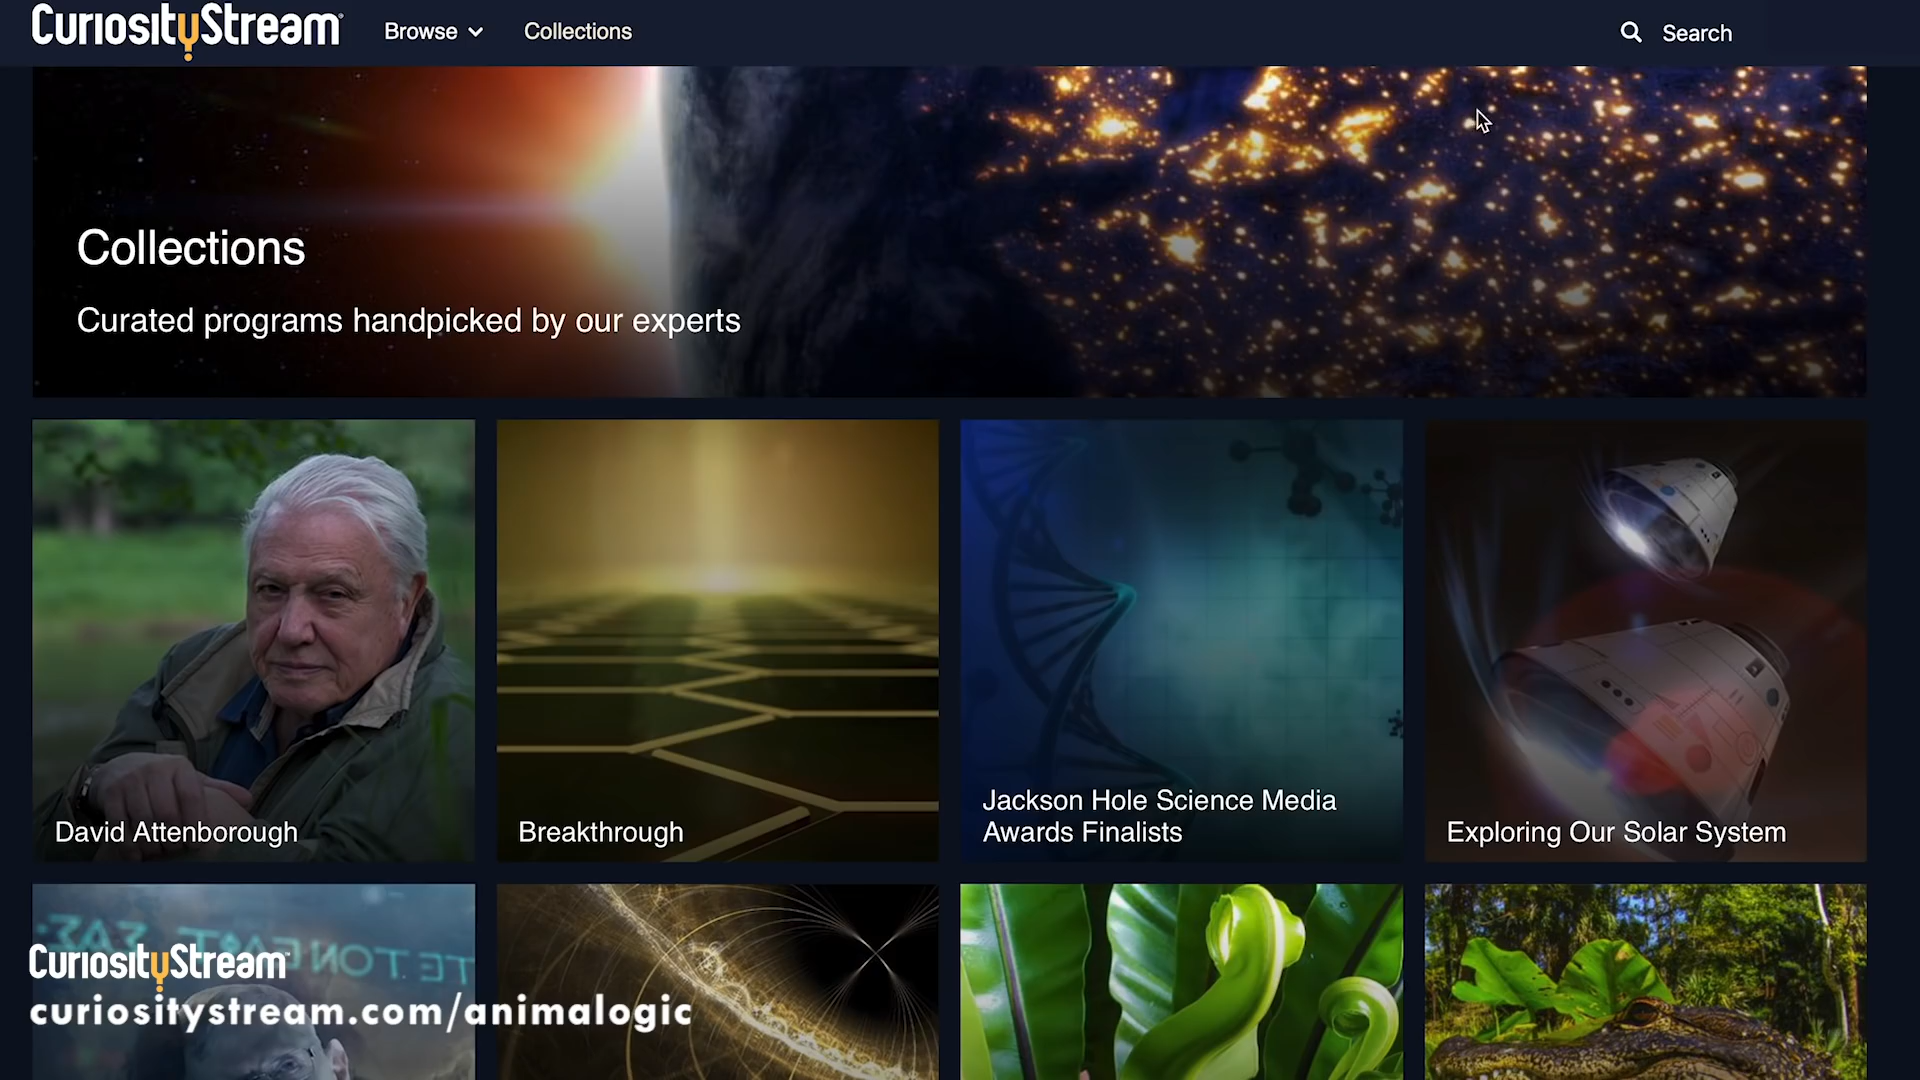 CuriosityStream
Browse
Collections
Search
Collections
Curated programs handpicked by our experts
David Attenborough
Breakthrough
Jackson Hole Science Media
Awards Finalists
Exploring Our Solar System
CuriosityStream
curiositystream.com/animalogic